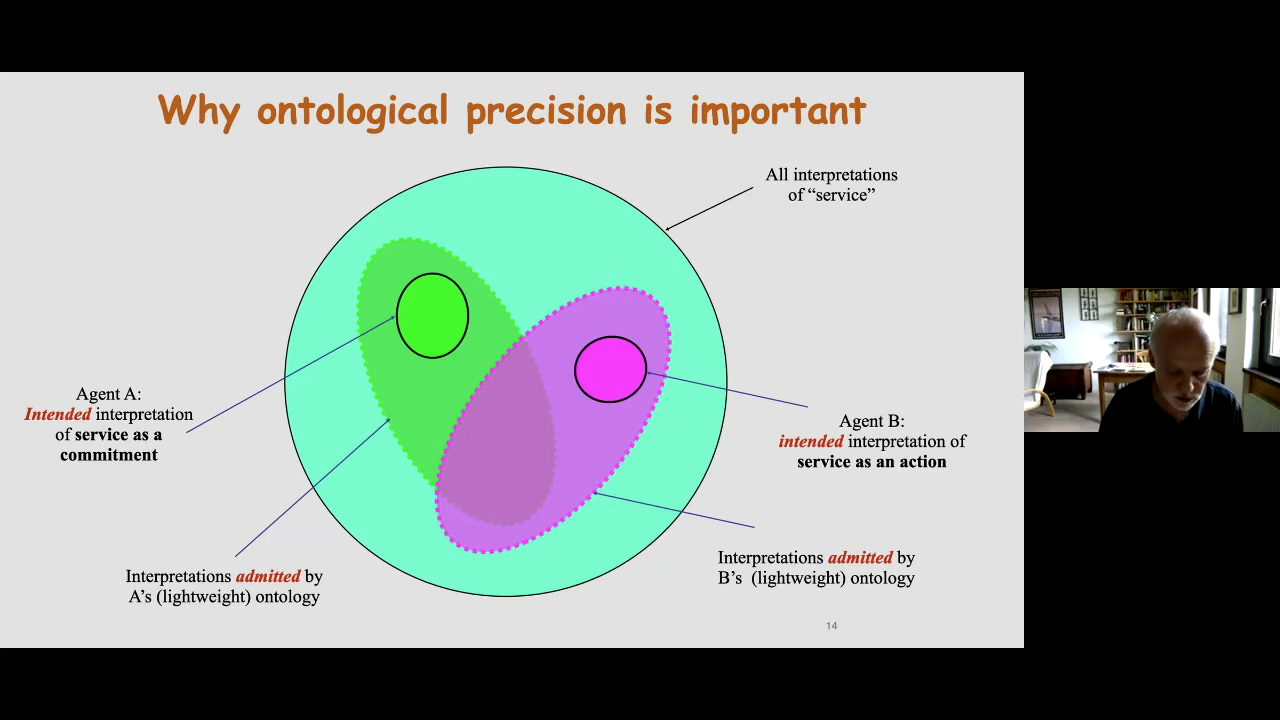 Why ontological precision is important
All interpretations
of “service”
Agent A:
Intended interpretation
of service as a
commitment
Agent B:
intended interpretation of
service as an action
Interpretations admitted by
A’s (lightweight) ontology
Interpretations admitted by
B’s (lightweight) ontology
14